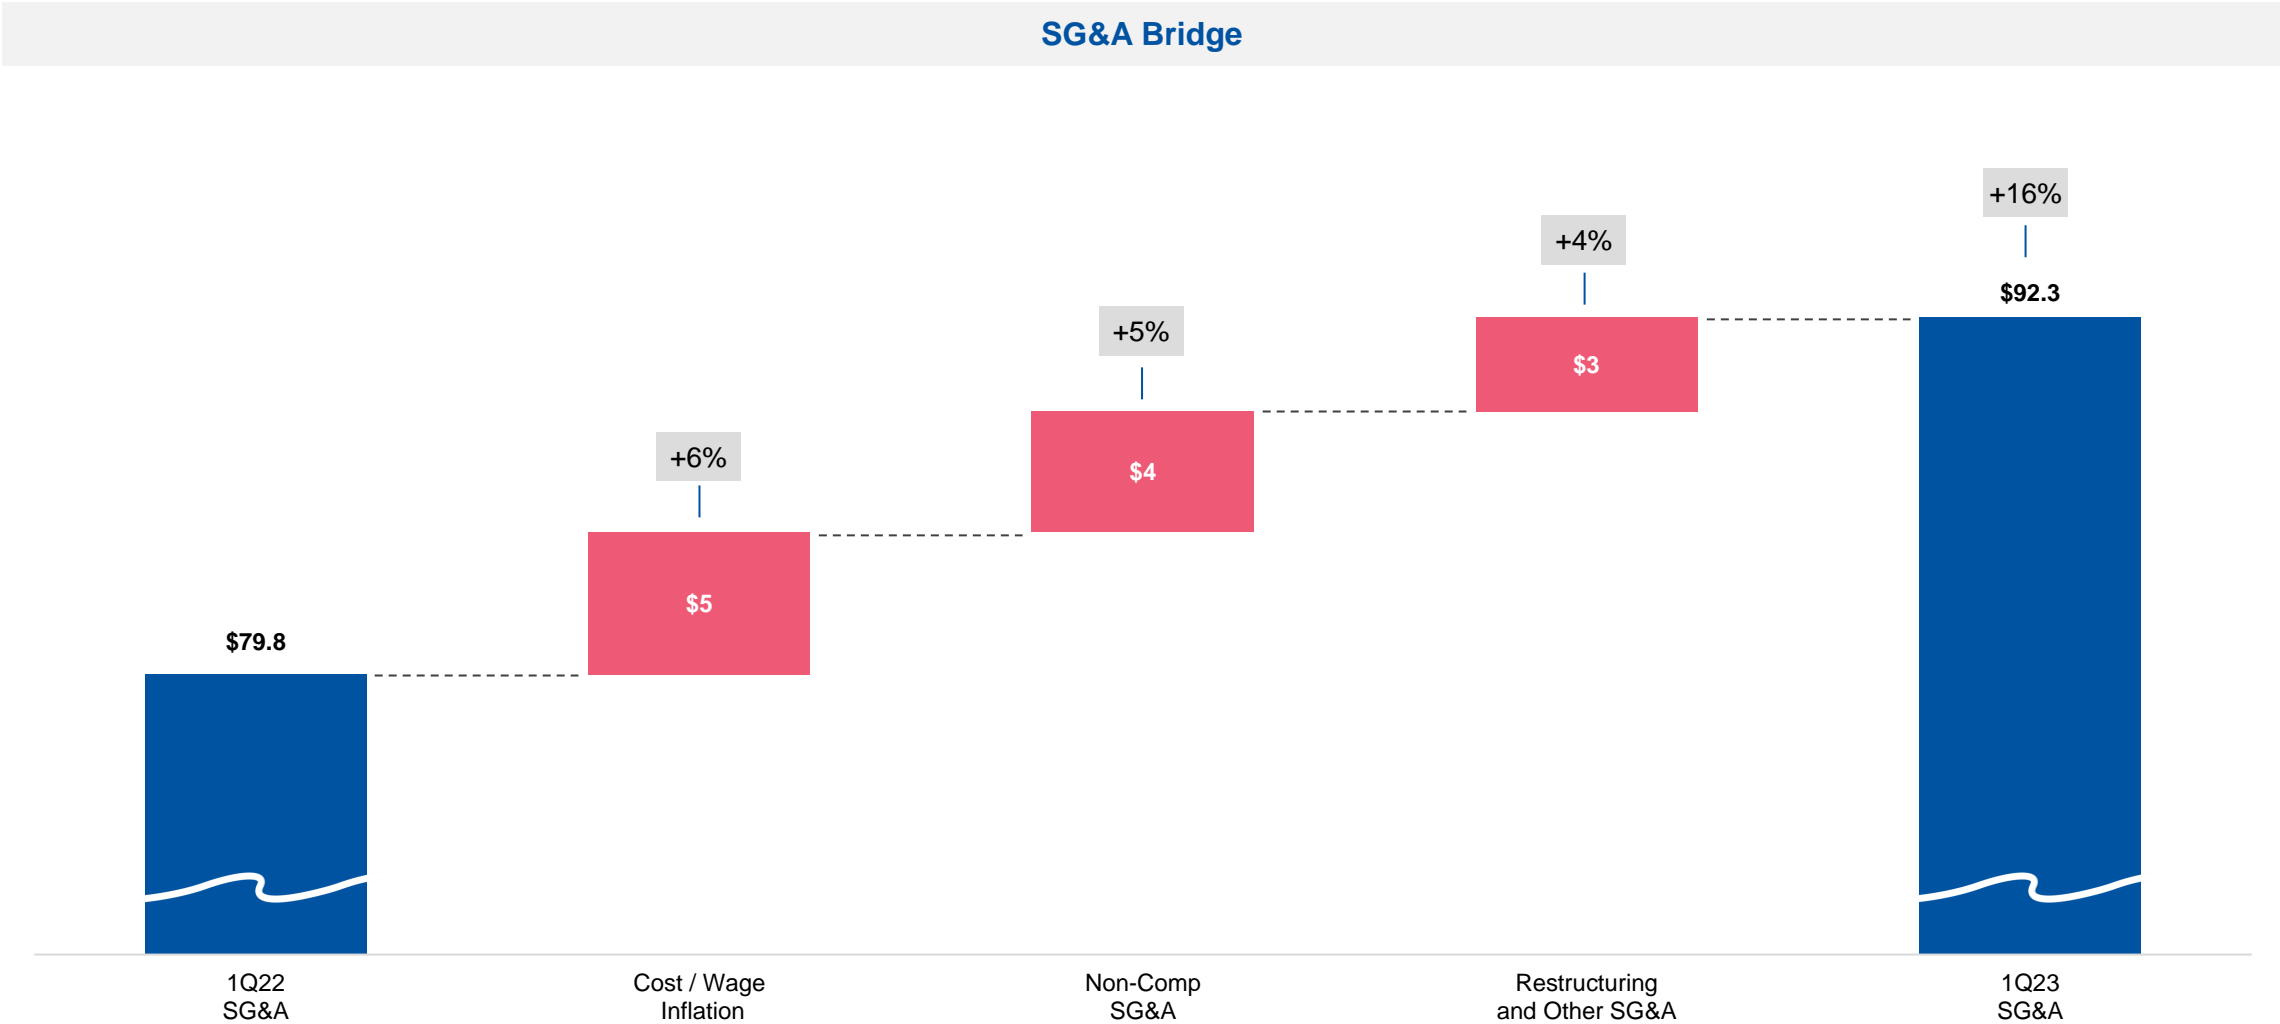 SG&A Bridge
+16%
+4%
$92.3
+5%
$3
+6%
$4
$5
$79.8
1Q22
SG&A
Cost / Wage
Inflation
Non-Comp
SG&A
Restructuring
and Other SG&A
1Q23
SG&A